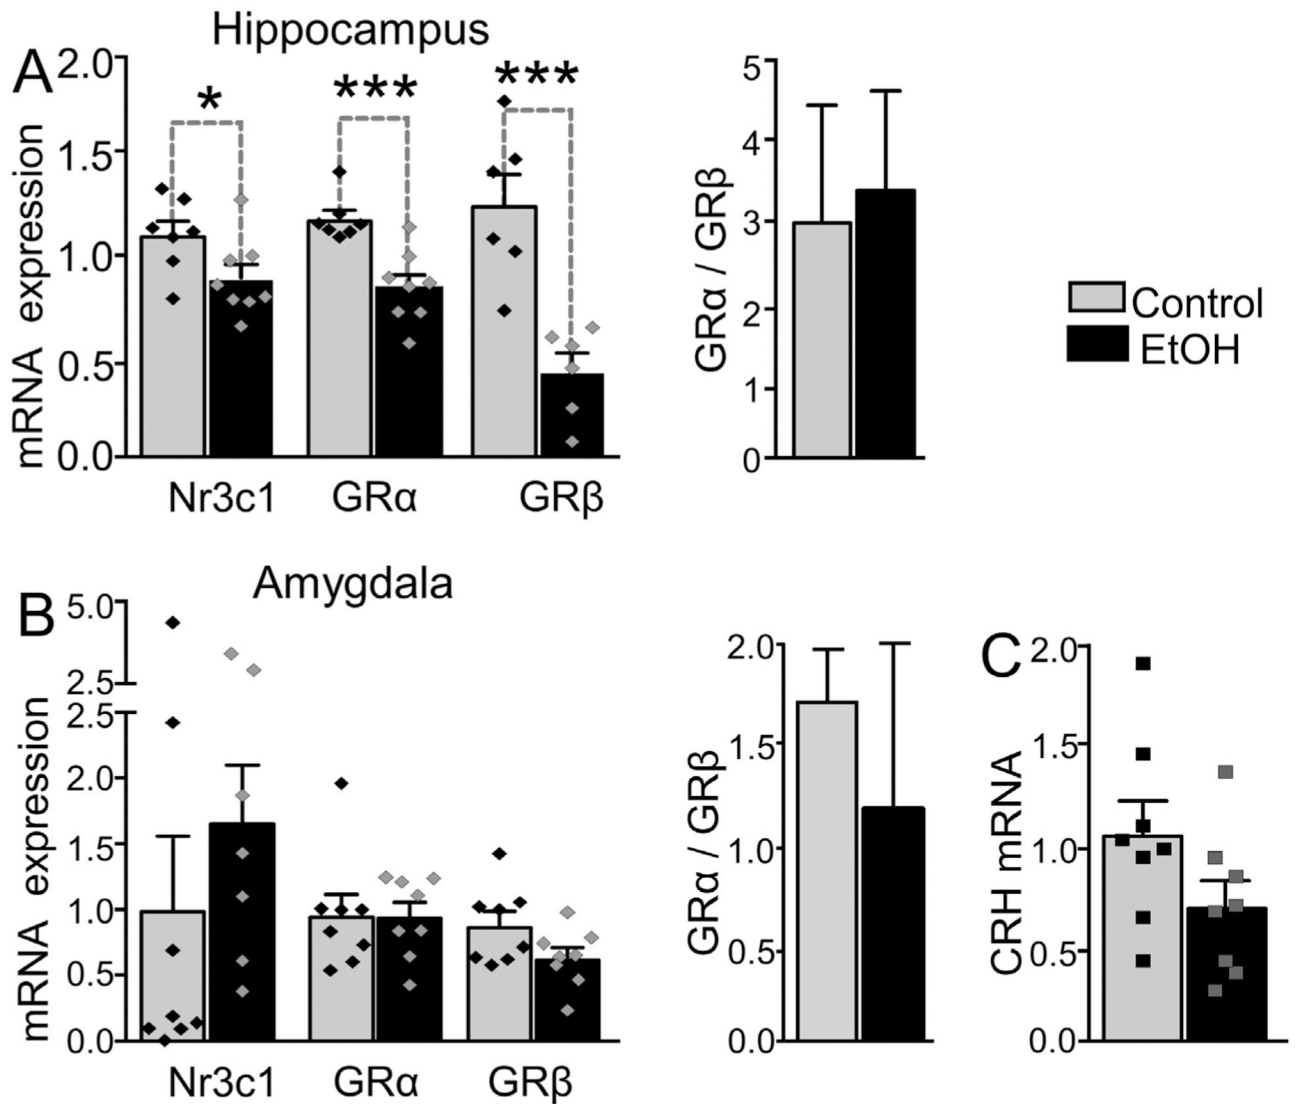 Hippocampus
A
mRNA expression
2.0
1.5
1.0
0.5
0.0
*
***
***
Nr3c1
GRα
GRβ
GRα / GRβ
5
4
3
2
1
0
Control
EtOH
Amygdala
B
mRNA expression
5.0
2.5
2.5
2.0
1.5
1.0
0.5
0.0
Nr3c1
GRα
GRβ
GRα / GRβ
2.0
1.5
1.0
0.5
0.0
C
CRH mRNA
2.0
1.5
1.0
0.5
0.0